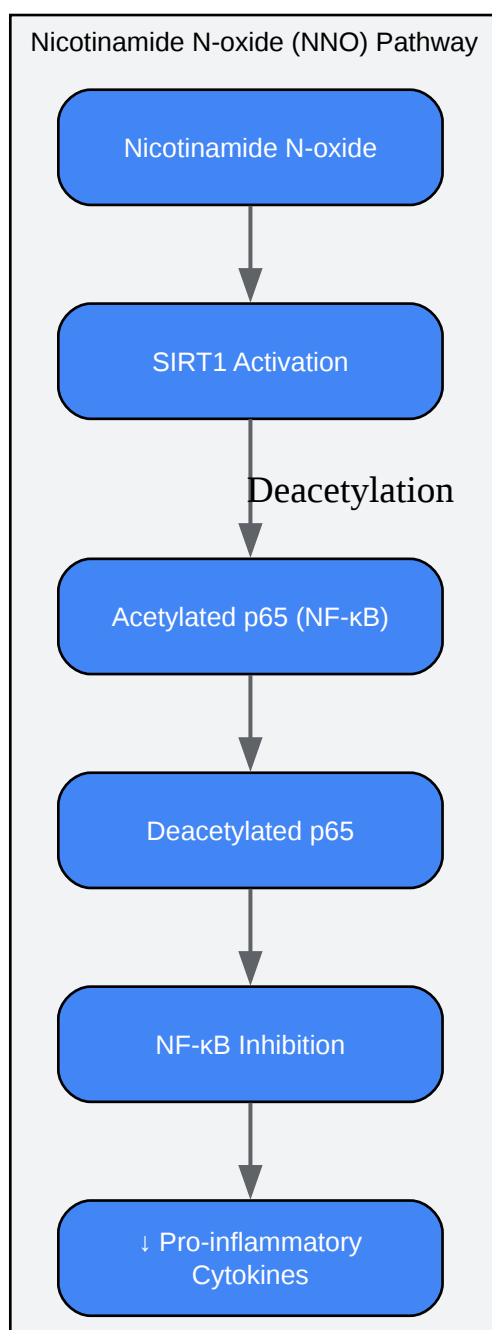 Nicotinamide N-oxide (NNO) Pathway
Nicotinamide N-oxide
SIRT1 Activation
Deacetylation
Acetylated p65 (NF-κB)
Deacetylated p65
NF-κB Inhibition
↓ Pro-inflammatory
Cytokines